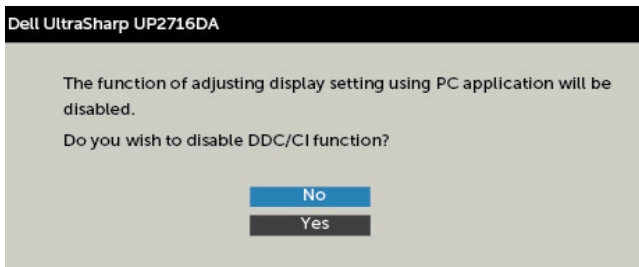 Dell UltraSharp UP2716DA
The function of adjusting display setting using PC application will be
disabled.
Do you wish to disable DDC/CI function?
No
Yes